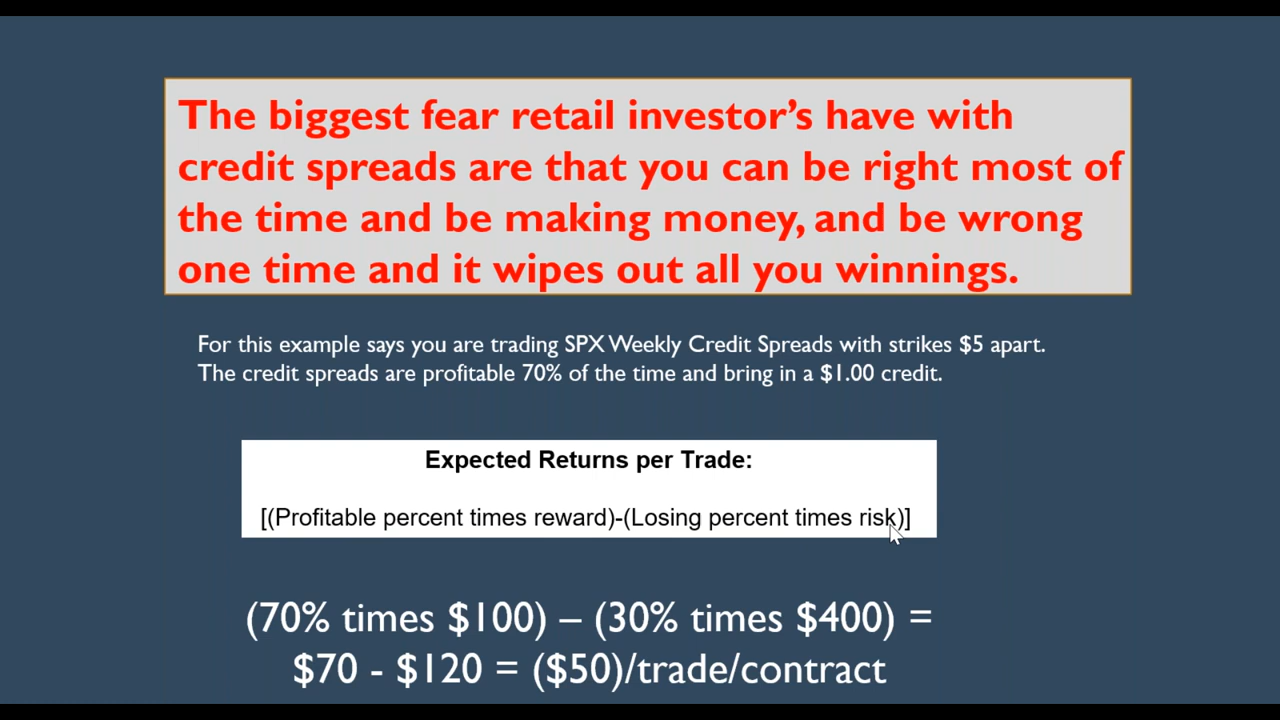 The biggest fear retail investor’s have with
credit spreads are that you can be right most of
the time and be making money, and be wrong
one time and it wipes out all you winnings.
For this example says you are trading SPX Weekly Credit Spreads with strikes $5 apart.
The credit spreads are profitable 70% of the time and bring in a $1.00 credit.
Expected Returns per Trade:
[(Profitable percent times reward)-(Losing percent times risk)]
(70% times $100) – (30% times $400) =
$70 - $120 = ($50)/trade/contract